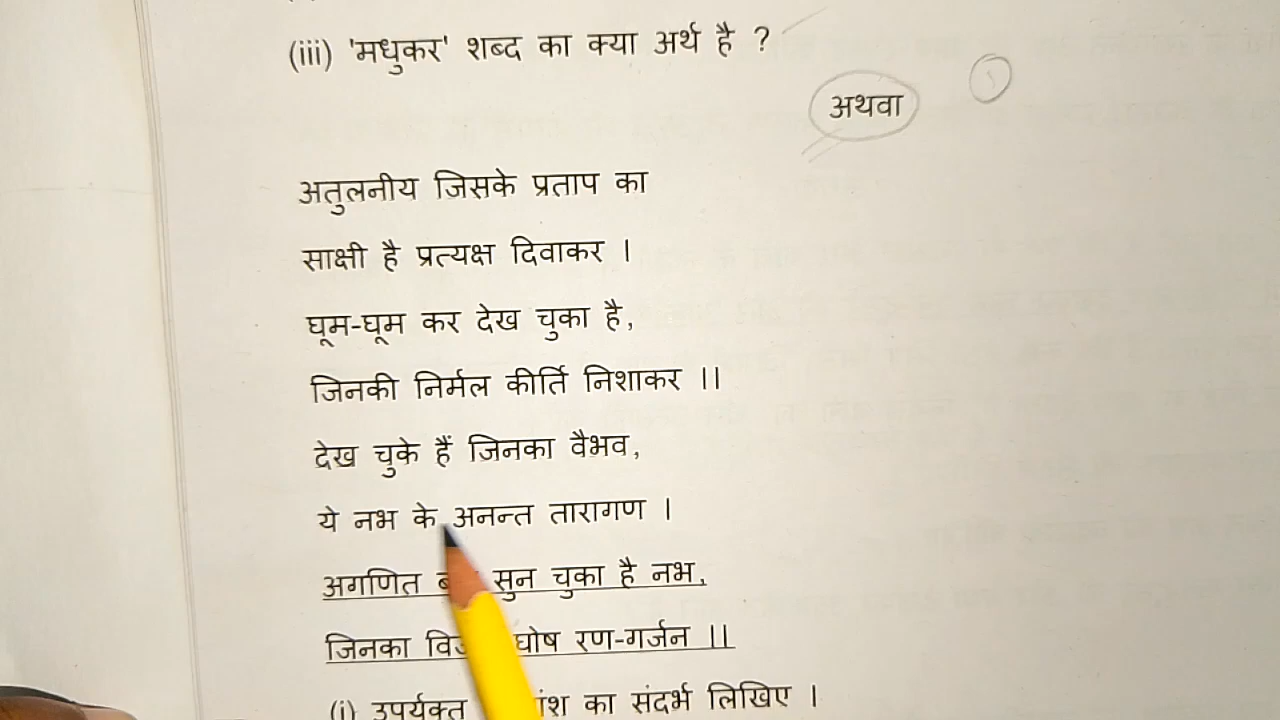 (iii) 'मधुकर' शब्द का क्या अर्थ है ?
अथवा
अतुलनीय जिसके प्रताप का
साक्षी है प्रत्यक्ष दिवाकर ।
घूम-घूम कर देख चुका है,
जिनकी निर्मल कीर्ति निशाकर ।।
देख चुके हैं जिनका वैभव,
ये नभ के अनन्त तारागण ।
अगणित सुन चुका है नभ,
जिनका घोष रण-गर्जन ।।
(i) उपर्युक्त का संदर्भ लिखिए ।